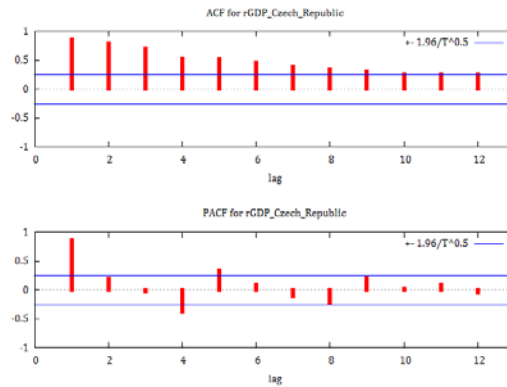 ACF for rGDP_Czech_Republic
1
+- 1.96/T^0.5
0.5
0
-0.5
-1
0 2 4 6 8 10 12
lag
PACF for rGDP_Czech_Republic
1
+- 1.96/T^0.5
0.5
0
-0.5
-1
0 2 4 6 8 10 12
lag